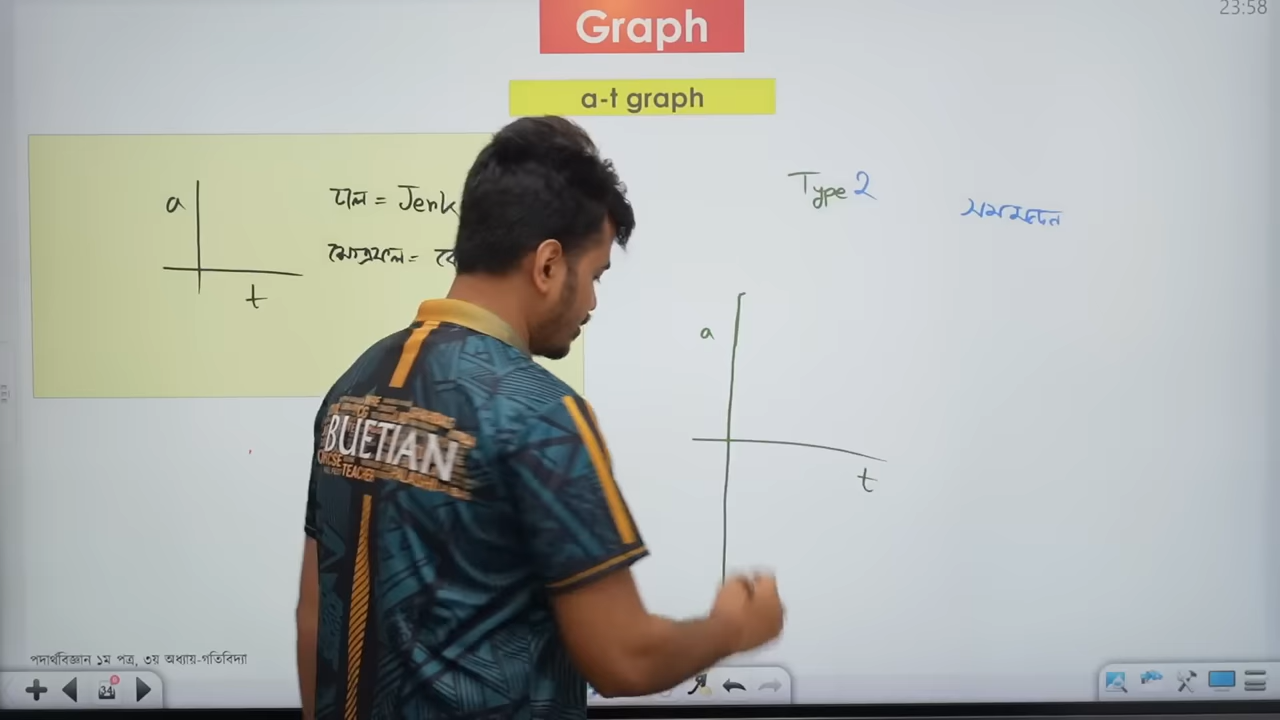 23:58
Graph
a-t graph
a
ঢাল = Jerk
ক্ষেত্রফল =
t
Type 2
সমমন্দন
a
t
BUETIAN
TEACHER
পদার্থবিজ্ঞান ১ম পত্র, ৩য় অধ্যায়-গতিবিদ্যা
34